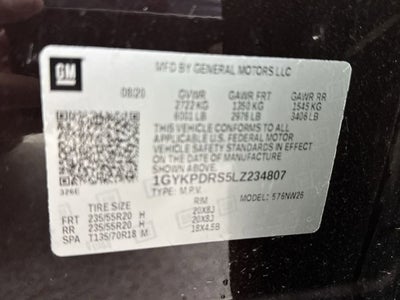 GM
MFD BY GENERAL MOTORS LLC
08/20 GVWR GAWR FRT GAWR RR
2722 KG 1350 KG 1545 KG
6001 LB 2976 LB 3406 LB
THIS VEHICLE CONFORMS TO ALL APPLICABLE
U.S. FEDERAL MOTOR VEHICLE SAFETY
STANDARDS IN EFFECT ON THE DATE OF MANUFACTURE
SHOWN ABOVE
1GYKPDRS5LZ234807
326E TYPE: M.P.V. MODEL: 576NW26
TIRE SIZE RIM
FRT 235/55R20 H 20X8J
RR 235/55R20 H 20X8J
SPA T135/70R18 M 18X4.5B